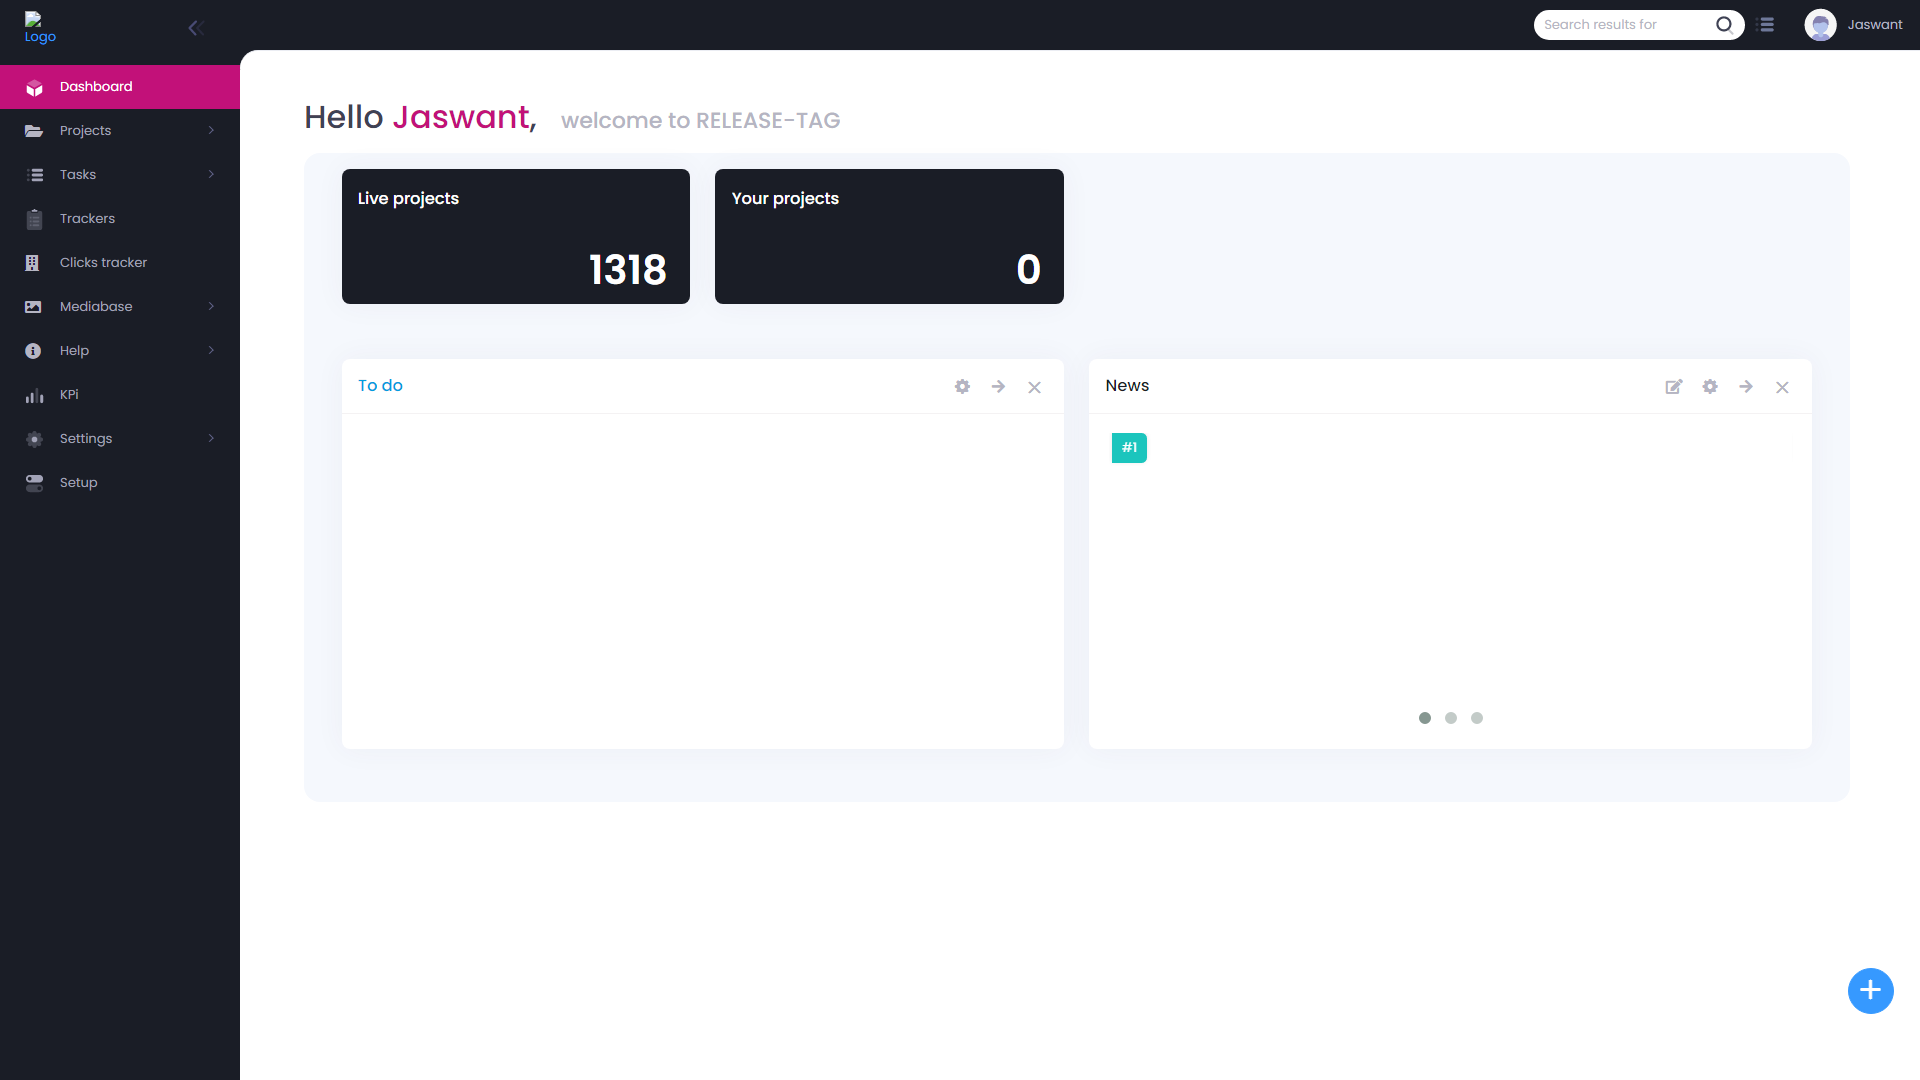 Logo
Search results for
Jaswant
Dashboard
Projects
Tasks
Trackers
Clicks tracker
Mediabase
Help
KPi
Settings
Setup
Hello Jaswant, welcome to RELEASE-TAG
Live projects
1318
Your projects
0
To do
News
#1